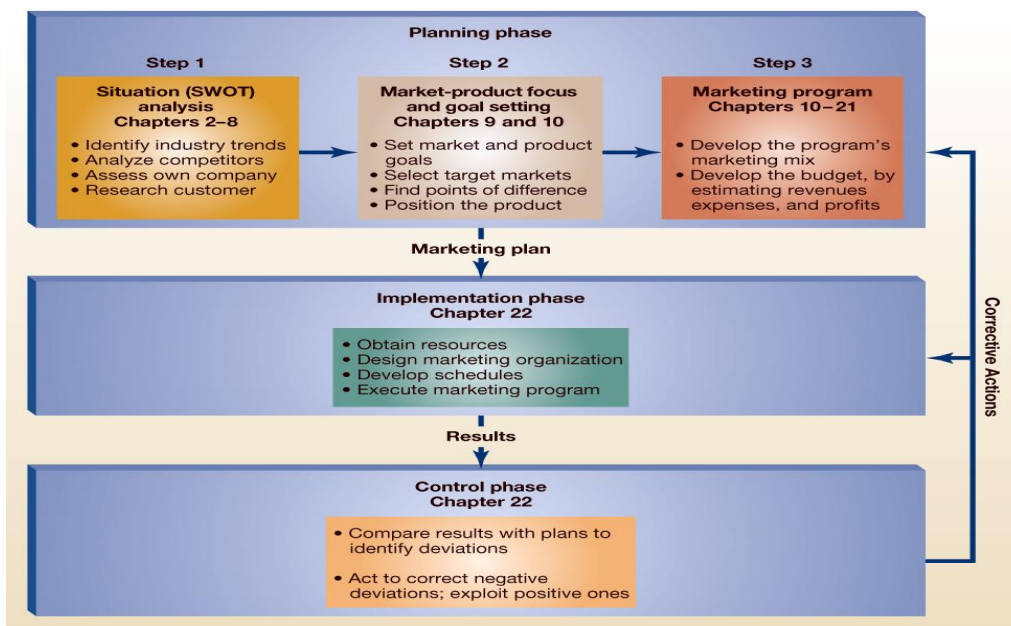 Planning phase
Step 1
Situation (SWOT)
analysis
Chapters 2–8
• Identify industry trends
• Analyze competitors
• Assess own company
• Research customer
Step 2
Market-product focus
and goal setting
Chapters 9 and 10
• Set market and product
goals
• Select target markets
• Find points of difference
• Position the product
Step 3
Marketing program
Chapters 10–21
• Develop the program’s
marketing mix
• Develop the budget, by
estimating revenues
expenses, and profits
Marketing plan
Implementation phase
Chapter 22
• Obtain resources
• Design marketing organization
• Develop schedules
• Execute marketing program
Results
Control phase
Chapter 22
• Compare results with plans to
identify deviations
• Act to correct negative
deviations; exploit positive ones
Corrective Actions